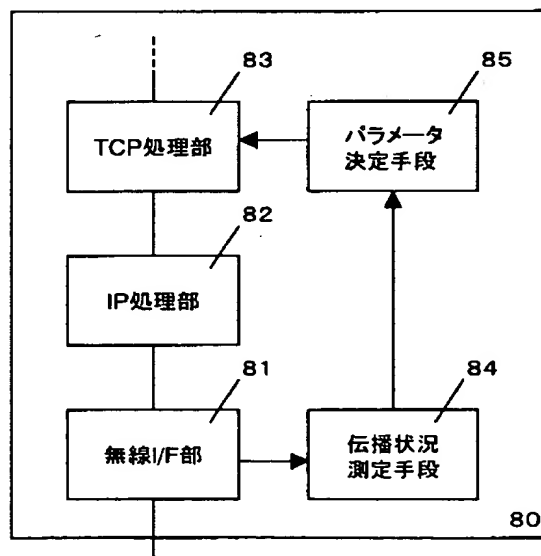 83
TCP処理部
85
パラメータ
決定手段
82
IP処理部
81
無線I/F部
84
伝播状況
測定手段
80